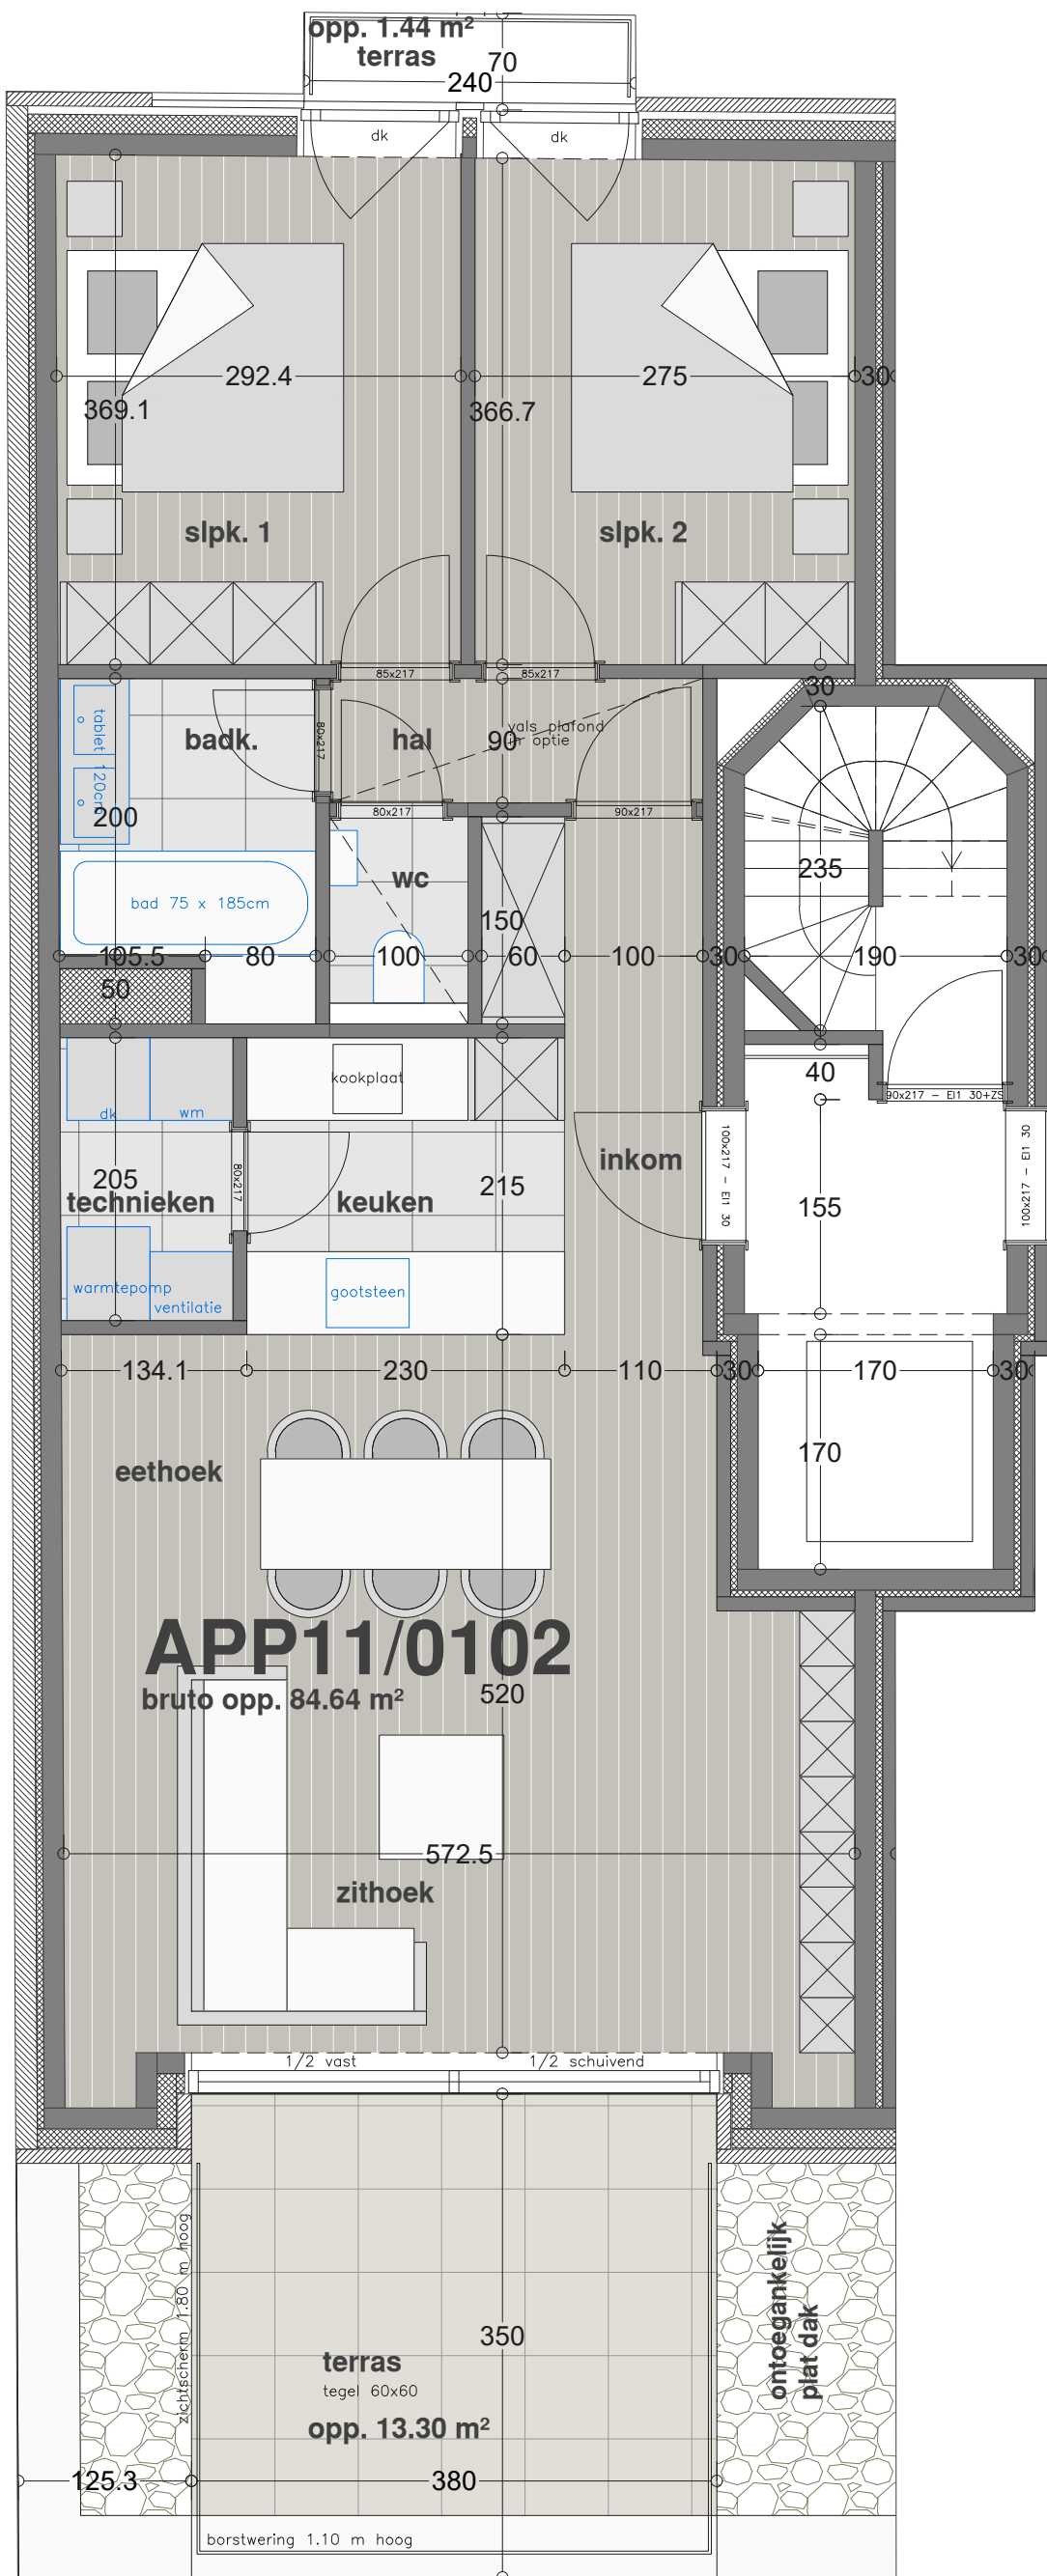 opp. 1.44 m²
terras
70
240
dk
dk
292.4
275
30
369.1
366.7
slpk. 1
slpk. 2
85x217
85x217
30
tablet 120cm
badk.
80x217
hal
90
vals plafond
in optie
200
80x217
90x217
235
wc
bad 75 x 185cm
150
105.5
80
100
60
100
30
190
30
50
kookplaat
40
dk
wm
90x217 - EI1 30+ZS
100x217 - EI1 30
100x217 - EI1 30
inkom
80x217
205
technieken
keuken
215
155
warmtepomp
ventilatie
gootsteen
134.1
230
110
30
170
30
170
eethoek
APP11/0102
bruto opp. 84.64 m²
520
572.5
zithoek
1/2 vast
1/2 schuivend
zichtscherm 1.80 m hoog
ontoegankelijk
plat dak
350
terras
tegel 60x60
opp. 13.30 m²
125.3
380
borstwering 1.10 m hoog